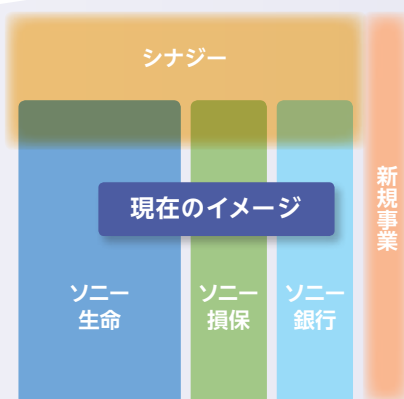 シナジー
現在のイメージ
ソニー
生命
ソニー
損保
ソニー
銀行
新規事業